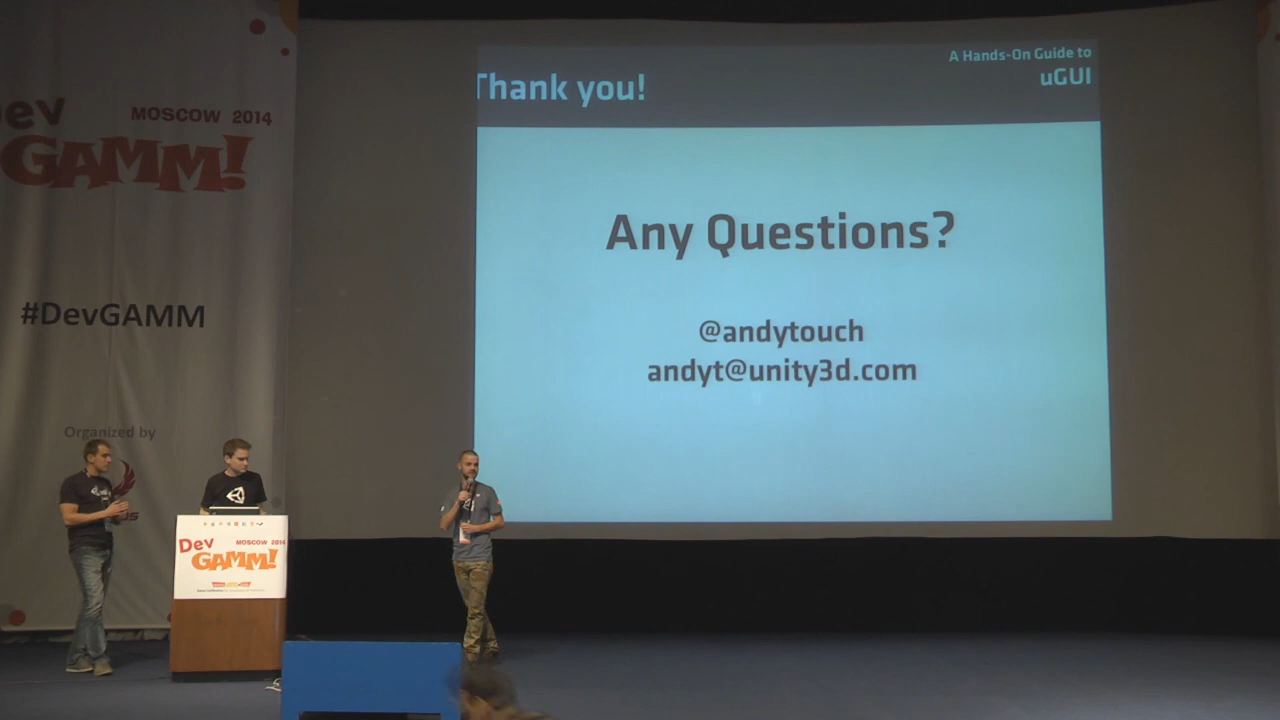 Dev
MOSCOW 2014
GAMM!
#DevGAMM
Organized by
Thank you!
A Hands-On Guide to
uGUI
Any Questions?
@andytouch
andyt@unity3d.com
Dev
MOSCOW 2014
GAMM!